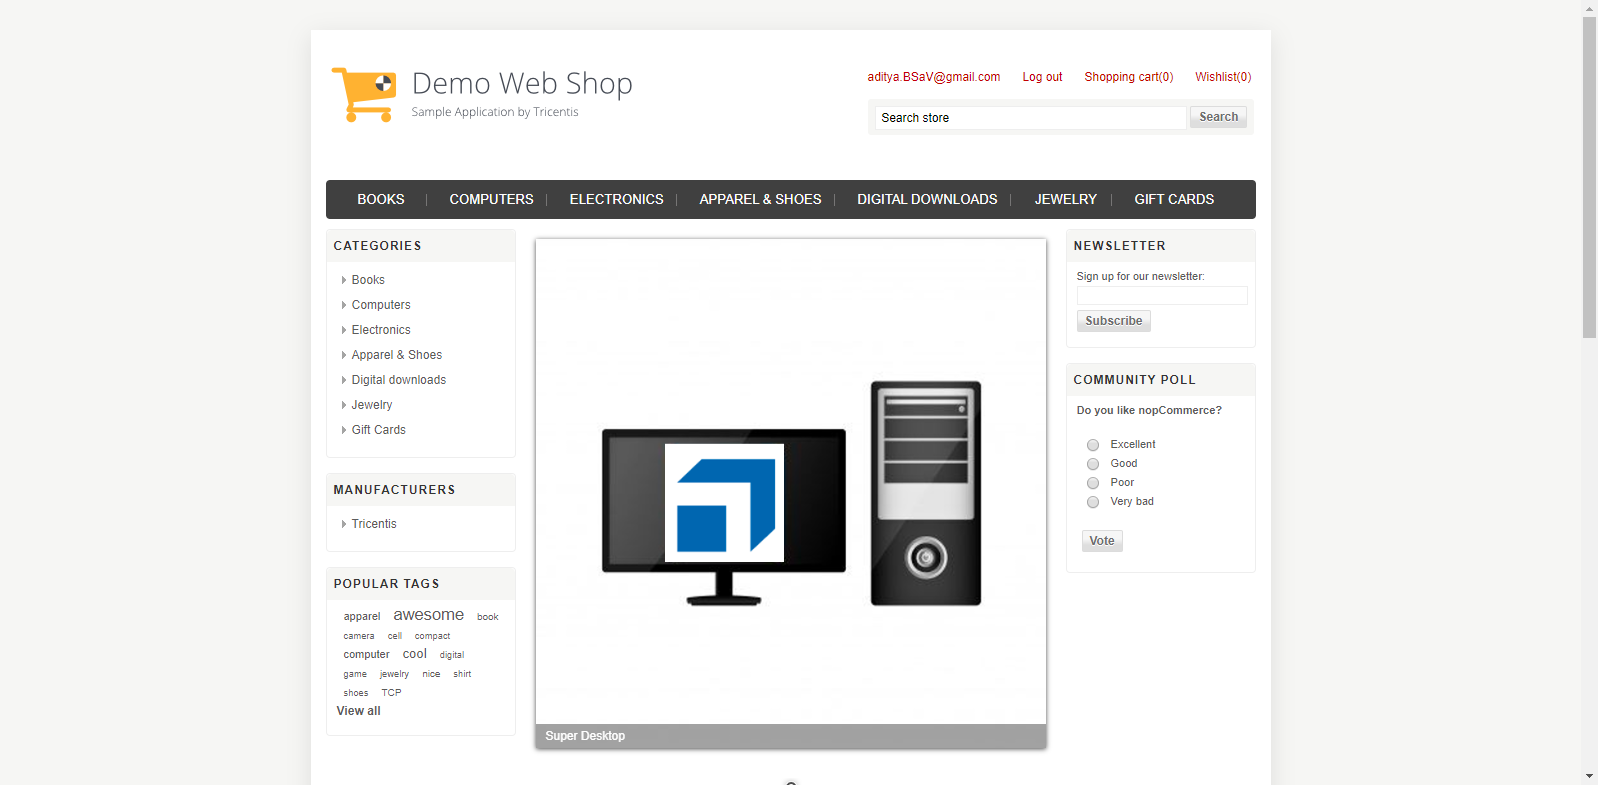 Demo Web Shop
Sample Application by Tricentis
aditya.BSaV@gmail.com Log out Shopping cart(0) Wishlist(0)
Search store Search
BOOKS COMPUTERS ELECTRONICS APPAREL & SHOES DIGITAL DOWNLOADS JEWELRY GIFT CARDS
CATEGORIES
Books
Computers
Electronics
Apparel & Shoes
Digital downloads
Jewelry
Gift Cards
MANUFACTURERS
Tricentis
POPULAR TAGS
apparel awesome book
camera cell compact
computer cool digital
game jewelry nice shirt
shoes TCP
View all
Super Desktop
NEWSLETTER
Sign up for our newsletter:
Subscribe
COMMUNITY POLL
Do you like nopCommerce?
Excellent
Good
Poor
Very bad
Vote